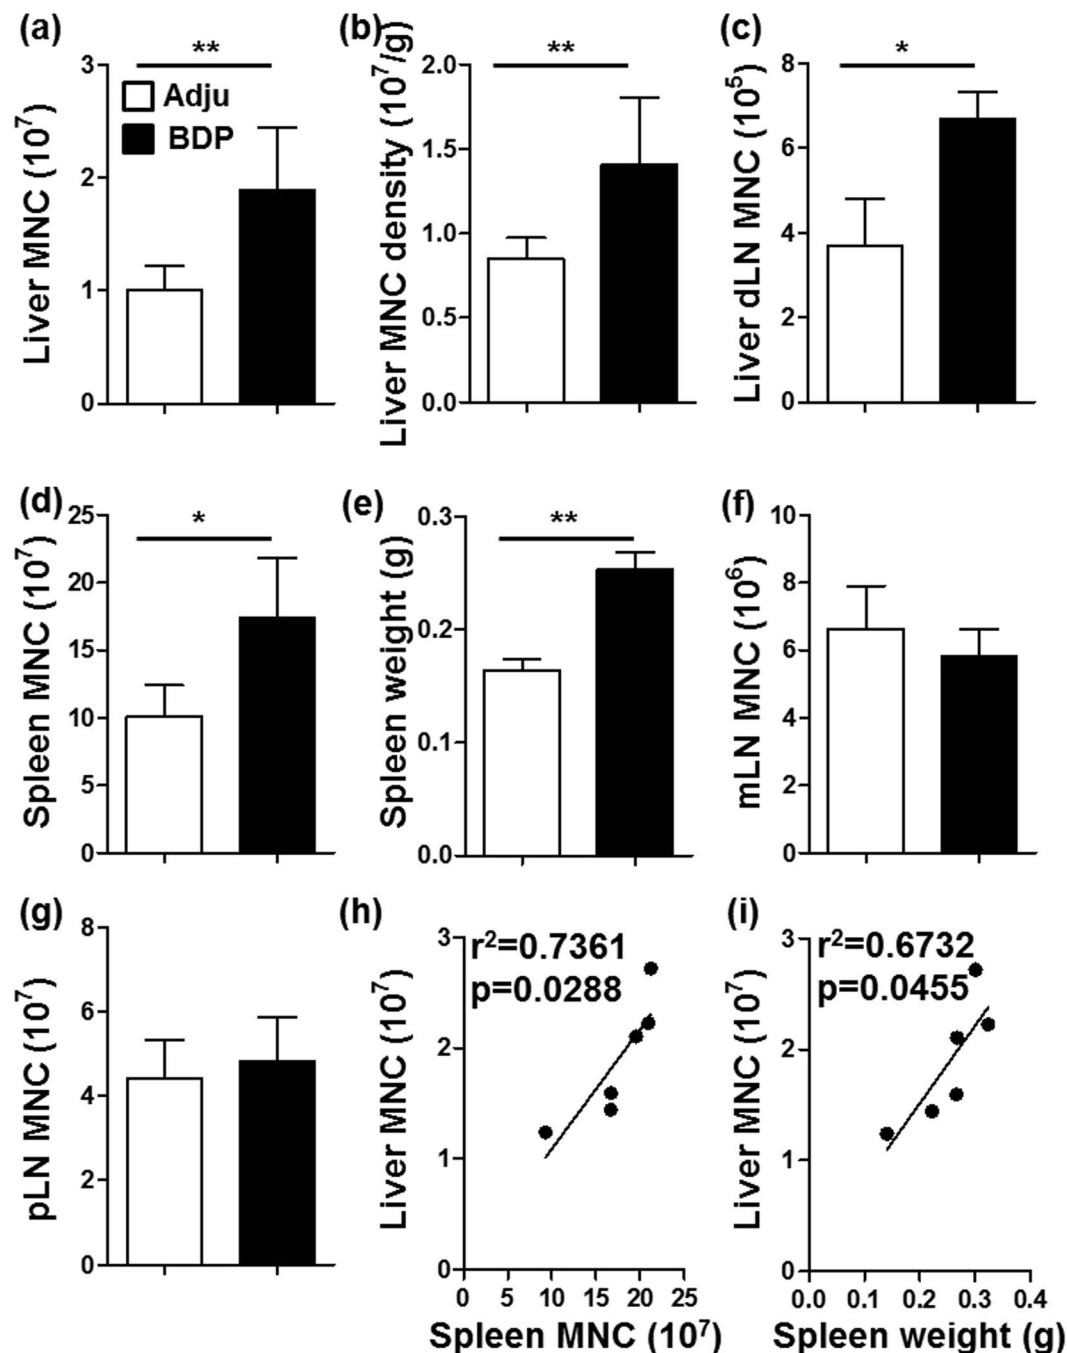 (a)
Liver MNC (10⁷)
3
2
1
0
**
Adju
BDP
(b)
Liver MNC density (10⁷/g)
2.0
1.5
1.0
0.5
0.0
**
(c)
Liver dLN MNC (10⁵)
8
6
4
2
0
*
(d)
Spleen MNC (10⁷)
25
20
15
10
5
0
*
(e)
Spleen weight (g)
0.3
0.2
0.1
0.0
**
(f)
mLN MNC (10⁶)
10
8
6
4
2
0
(g)
pLN MNC (10⁷)
8
6
4
2
0
(h)
Liver MNC (10⁷)
3
2
1
0
r²=0.7361
p=0.0288
0 5 10 15 20 25
Spleen MNC (10⁷)
(i)
Liver MNC (10⁷)
3
2
1
0
r²=0.6732
p=0.0455
0.0 0.1 0.2 0.3 0.4
Spleen weight (g)